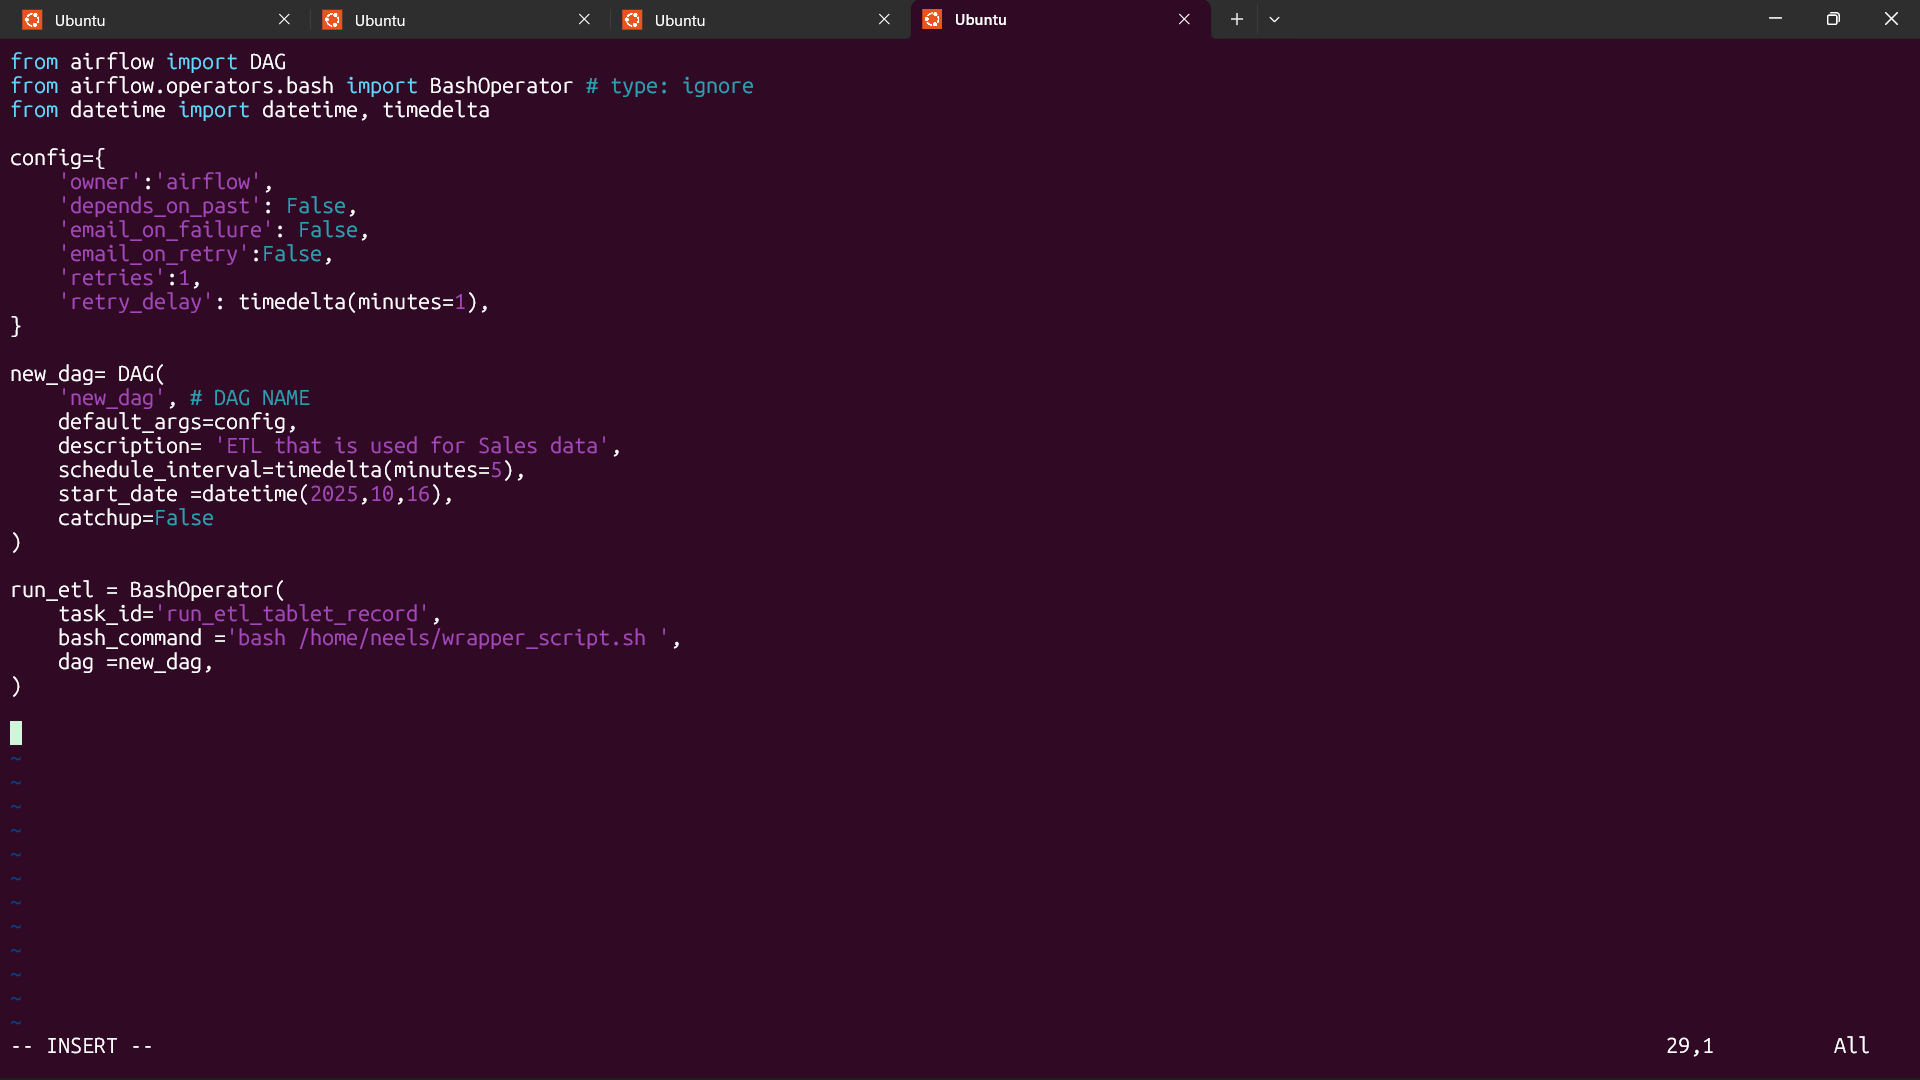 Ubuntu Ubuntu Ubuntu Ubuntu
from airflow import DAG
from airflow.operators.bash import BashOperator # type: ignore
from datetime import datetime, timedelta
config={
    'owner':'airflow',
    'depends_on_past': False,
    'email_on_failure': False,
    'email_on_retry':False,
    'retries':1,
    'retry_delay': timedelta(minutes=1),
}
new_dag= DAG(
    'new_dag', # DAG NAME
    default_args=config,
    description= 'ETL that is used for Sales data',
    schedule_interval=timedelta(minutes=5),
    start_date =datetime(2025,10,16),
    catchup=False
)
run_etl = BashOperator(
    task_id='run_etl_tablet_record',
    bash_command ='bash /home/neels/wrapper_script.sh ',
    dag =new_dag,
)
~
~
~
~
~
~
~
~
~
~
~
~
-- INSERT -- 29,1 All